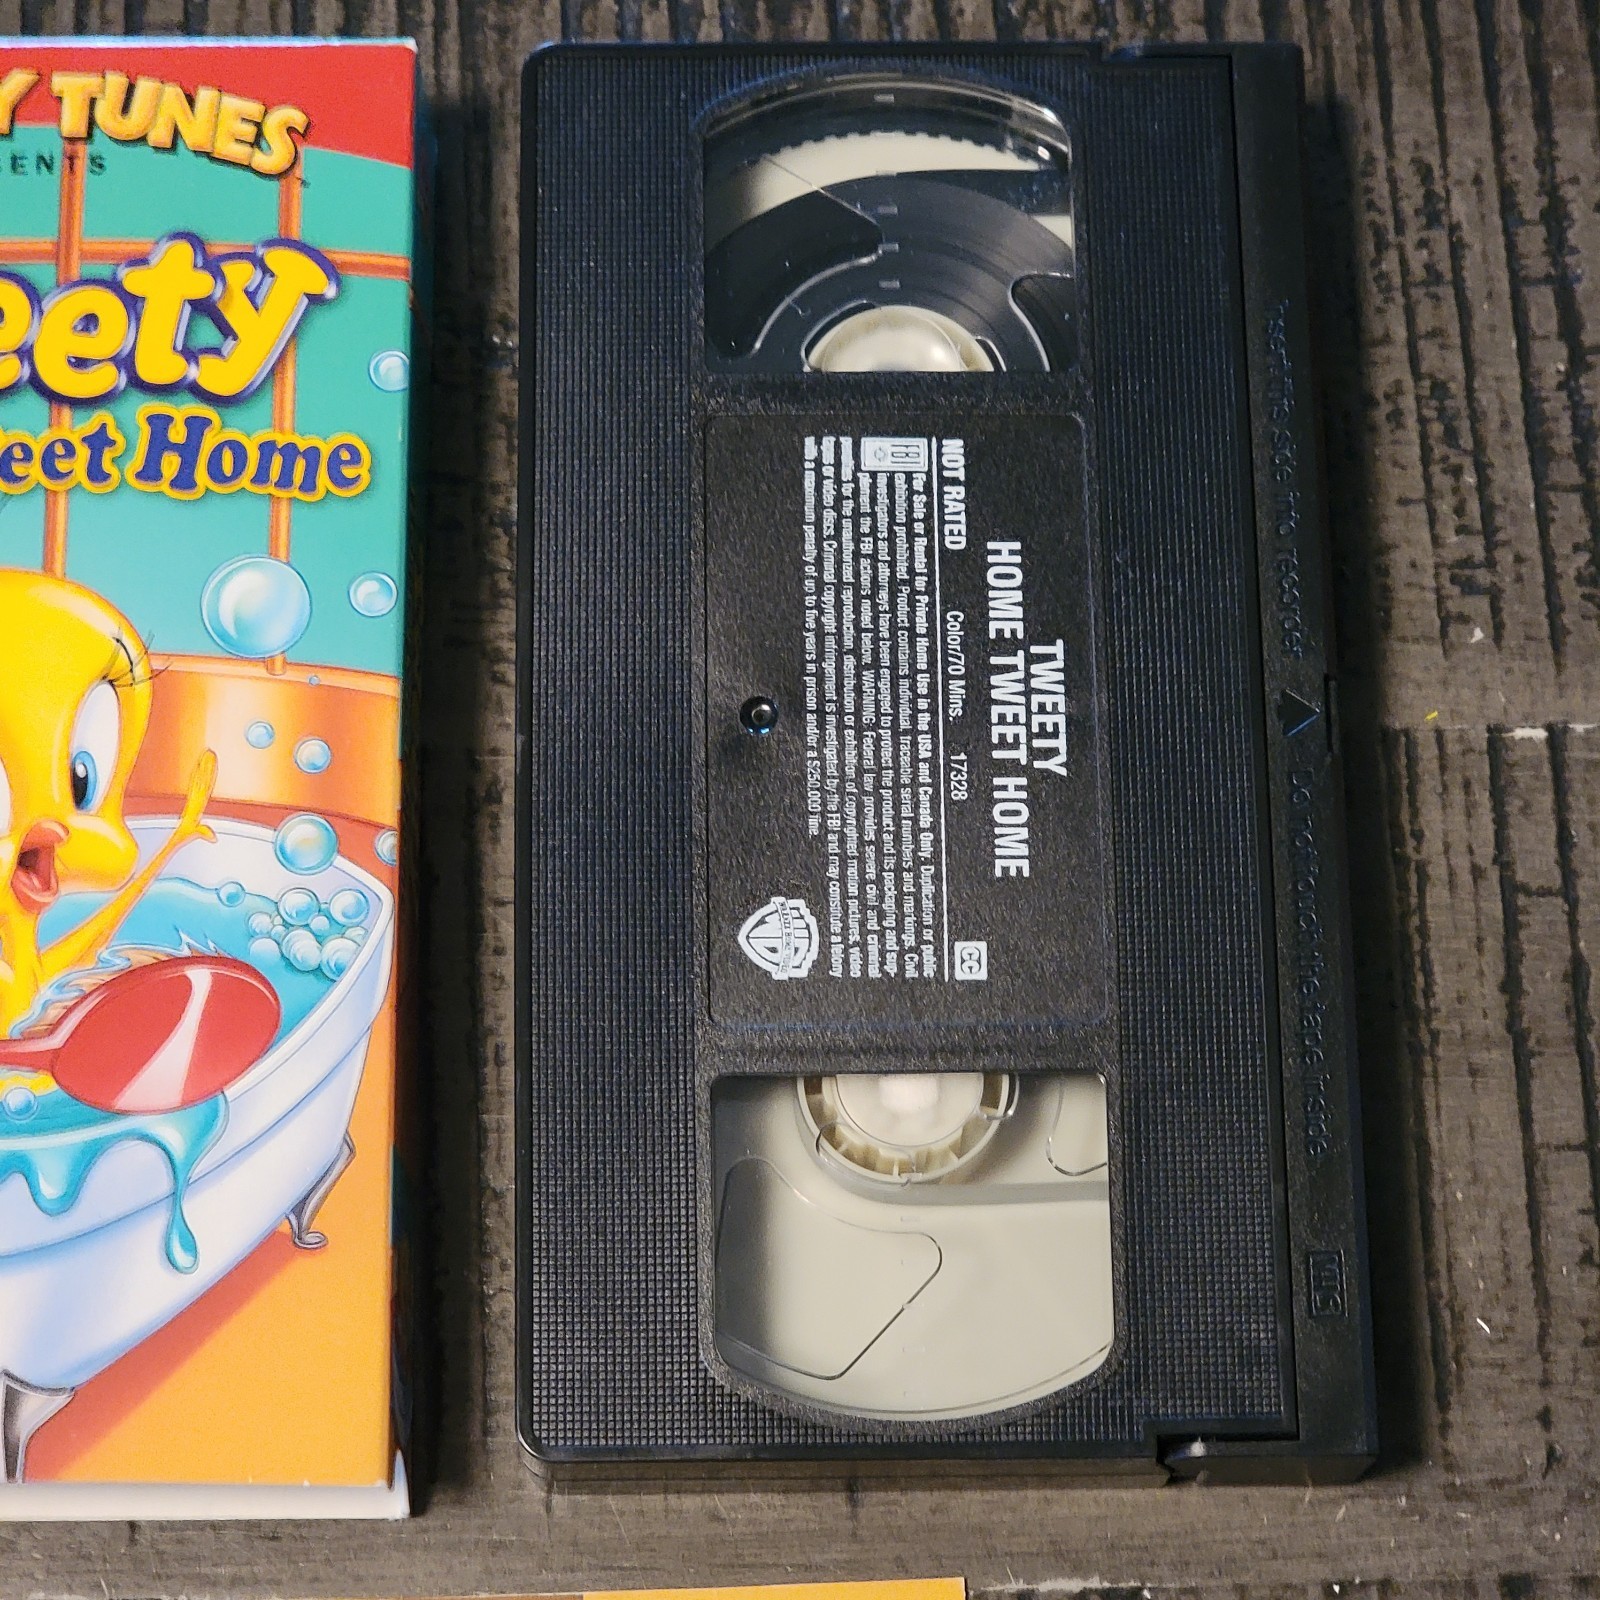 Y TUNES
ENTS
eety
eet Home
TWEETY
HOME TWEET HOME
NOT RATED Color/70 Mins. 17328 CC
FBI
For Sale or Rental for Private Home Use in the USA and Canada Only. Duplication or public
exhibition prohibited. Product contains individual, traceable serial numbers and markings. Civil
investigators and attorneys have been engaged to protect the product and its packaging and sup-
plement the FBI actions noted below. WARNING: Federal law provides severe civil and criminal
penalties for the unauthorized reproduction, distribution or exhibition of copyrighted motion pictures, video
tapes or video discs. Criminal copyright infringement is investigated by the FBI and may constitute a felony
with a maximum penalty of up to five years in prison and/or a $250,000 fine.
WB
Insert this side into recorder Do not touch the tape inside
VHS